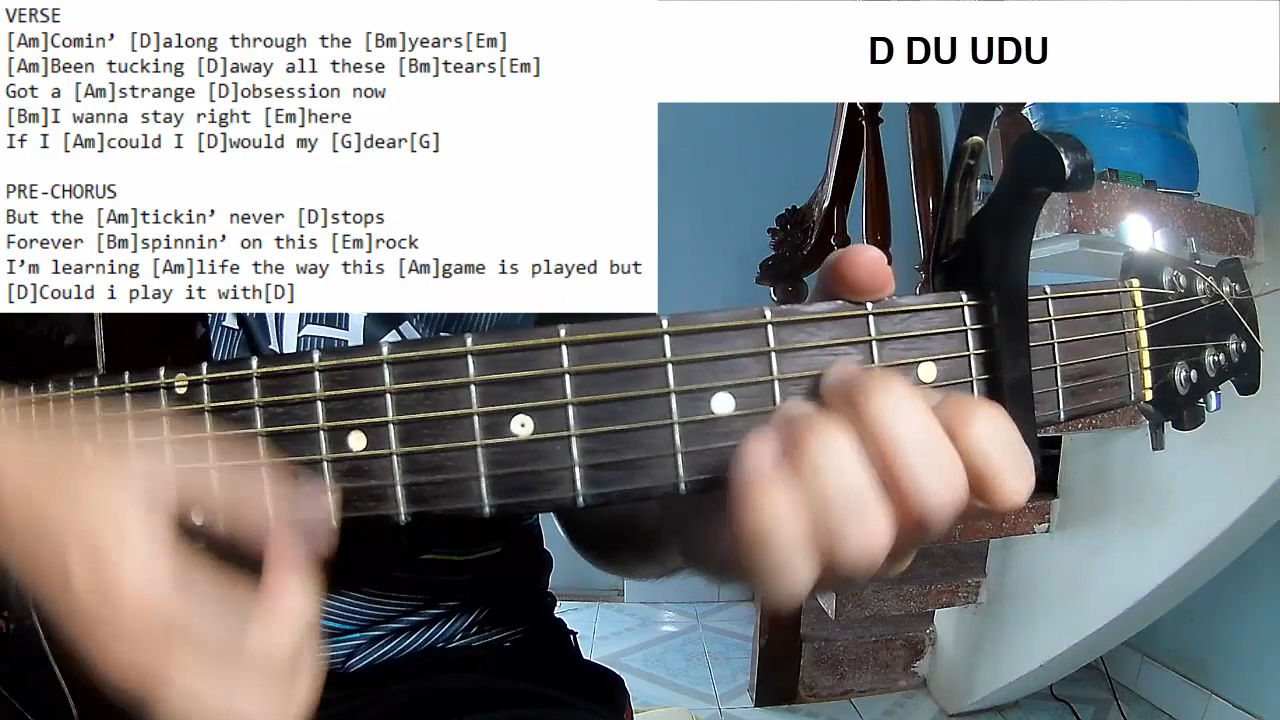 VERSE
[Am]Comin’ [D]along through the [Bm]years[Em]
[Am]Been tucking [D]away all these [Bm]tears[Em]
Got a [Am]strange [D]obsession now
[Bm]I wanna stay right [Em]here
If I [Am]could I [D]would my [G]dear[G]
PRE-CHORUS
But the [Am]tickin’ never [D]stops
Forever [Bm]spinnin’ on this [Em]rock
I’m learning [Am]life the way this [Am]game is played but
[D]Could i play it with[D]
D DU UDU